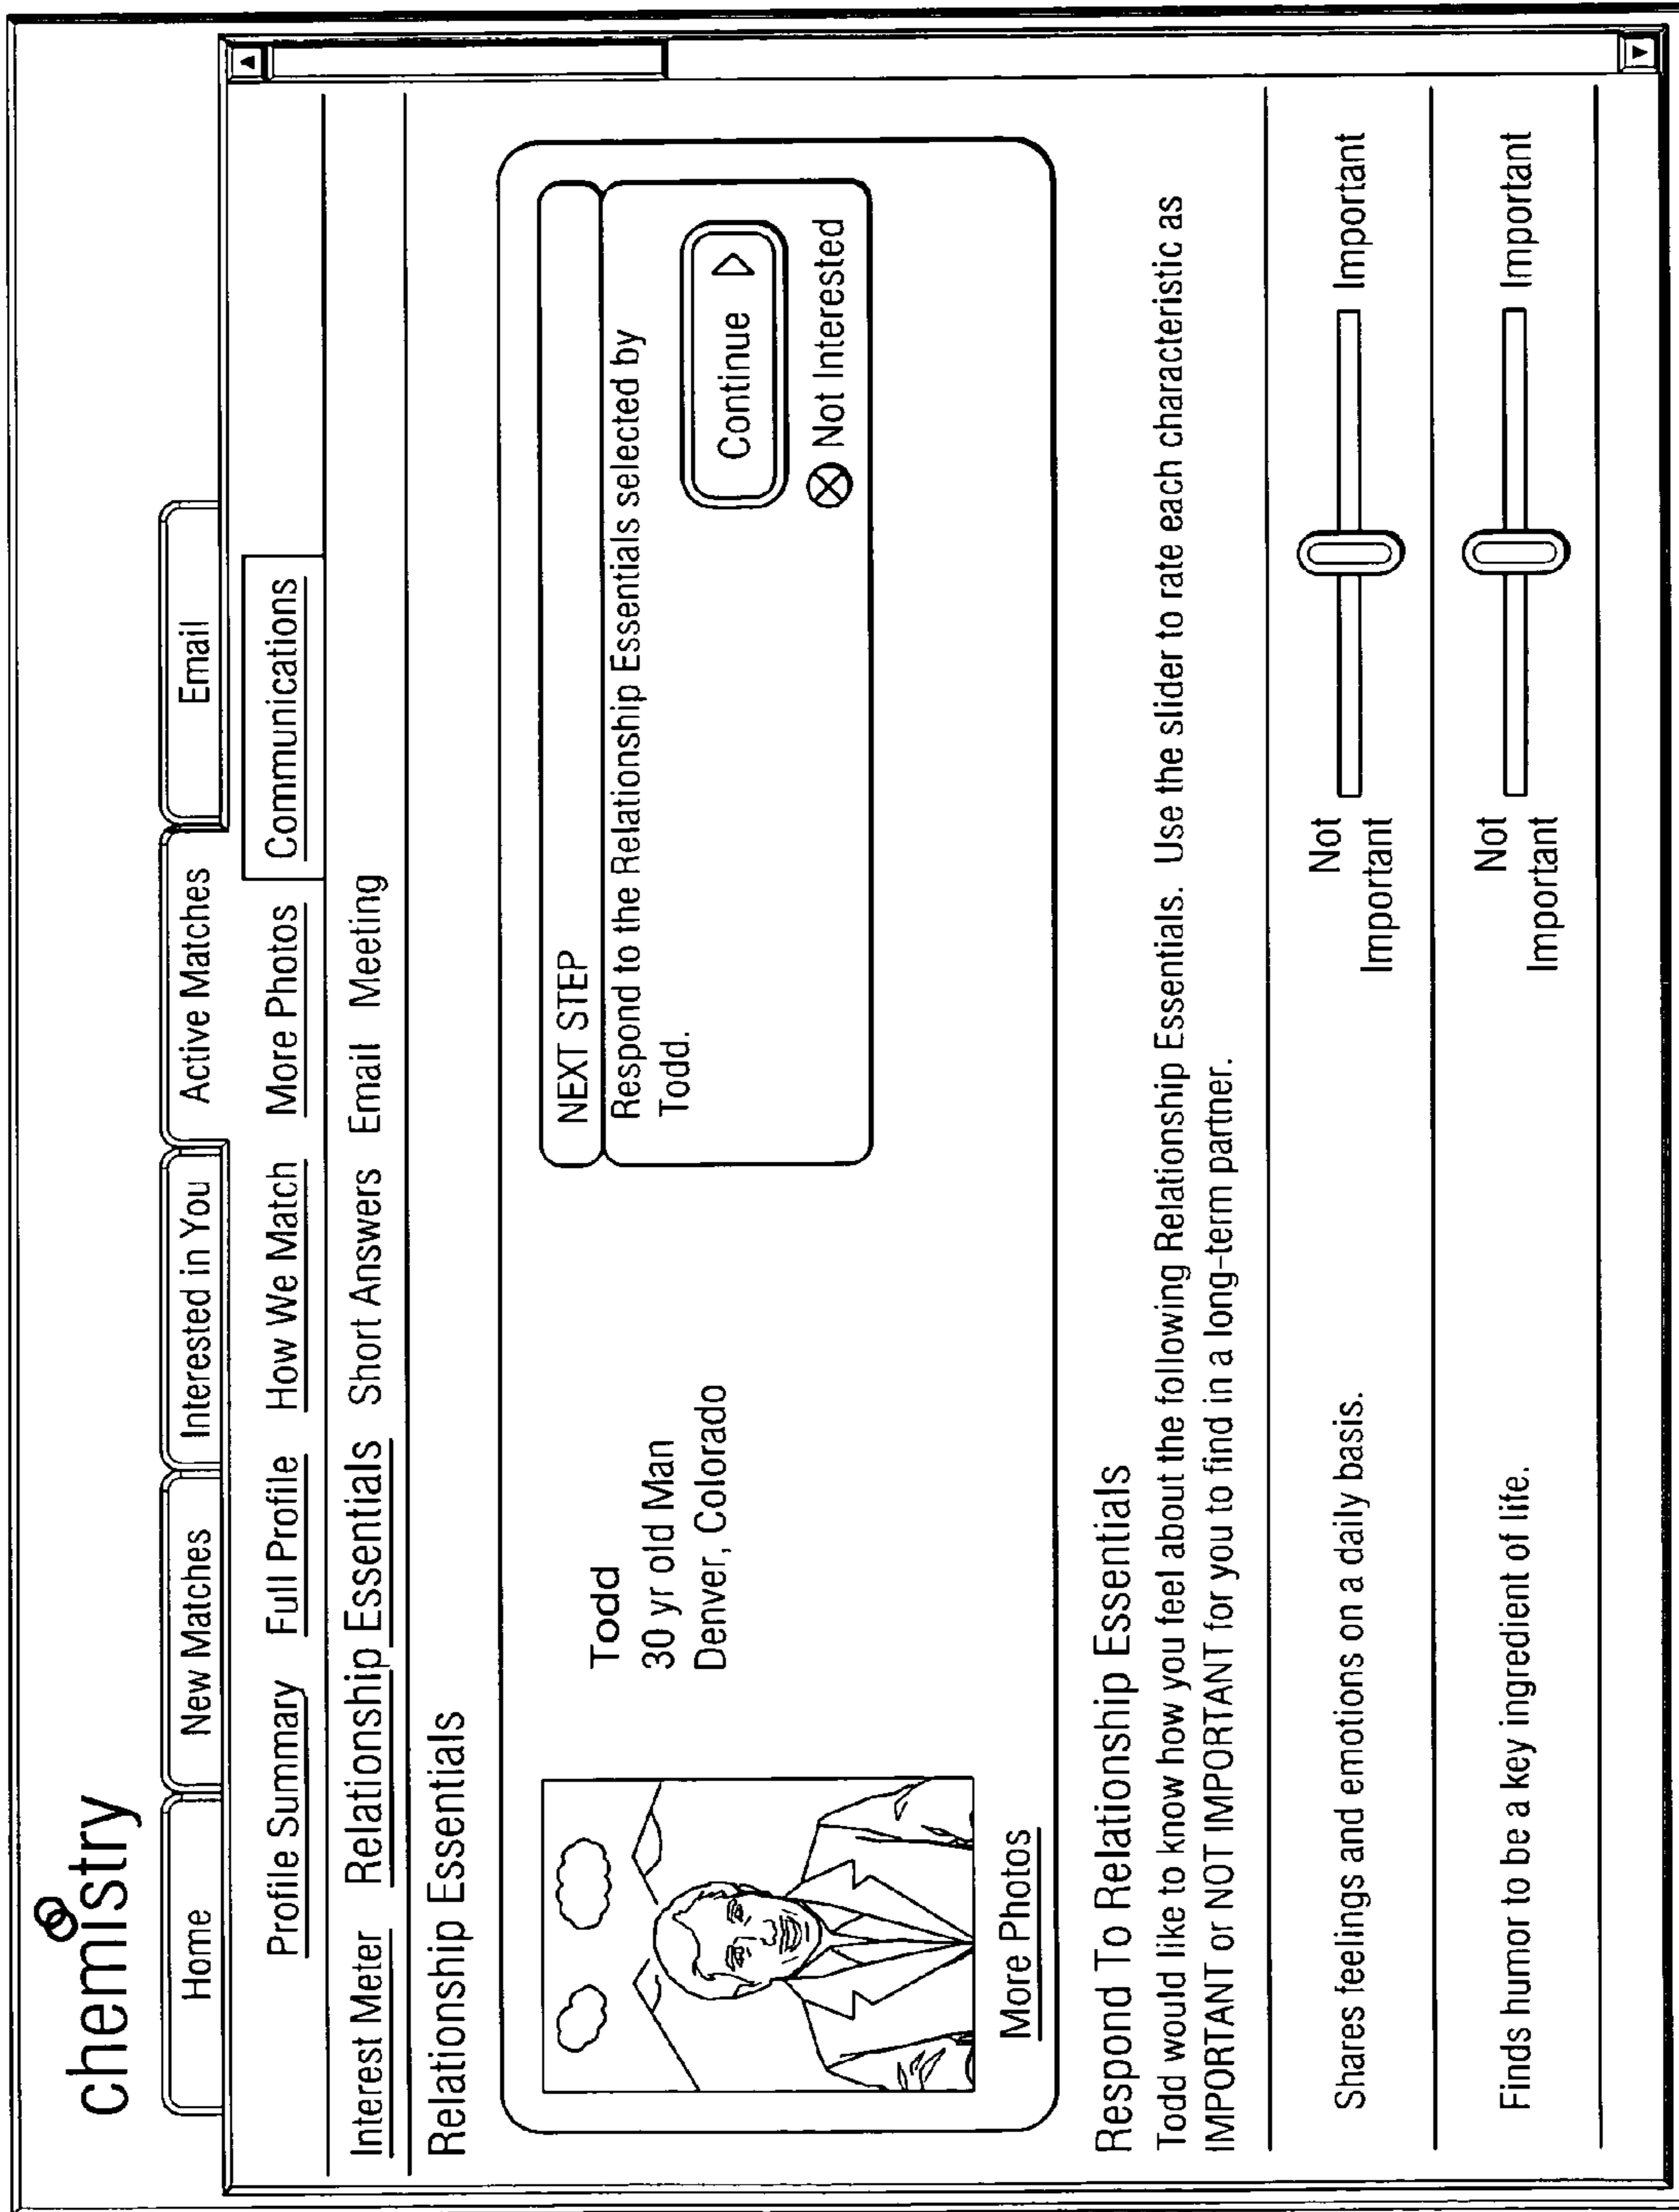 chemistry
Home New Matches Interested in You Active Matches Email
Profile Summary Full Profile How We Match More Photos Communications
Interest Meter Relationship Essentials Short Answers Email Meeting
Relationship Essentials
More Photos
Todd
30 yr old Man
Denver, Colorado
NEXT STEP
Respond to the Relationship Essentials selected by
Todd.
Continue
Not Interested
Respond To Relationship Essentials
Todd would like to know how you feel about the following Relationship Essentials. Use the slider to rate each characteristic as
IMPORTANT or NOT IMPORTANT for you to find in a long-term partner.
Shares feelings and emotions on a daily basis.
Not
Important
Important
Finds humor to be a key ingredient of life.
Not
Important
Important